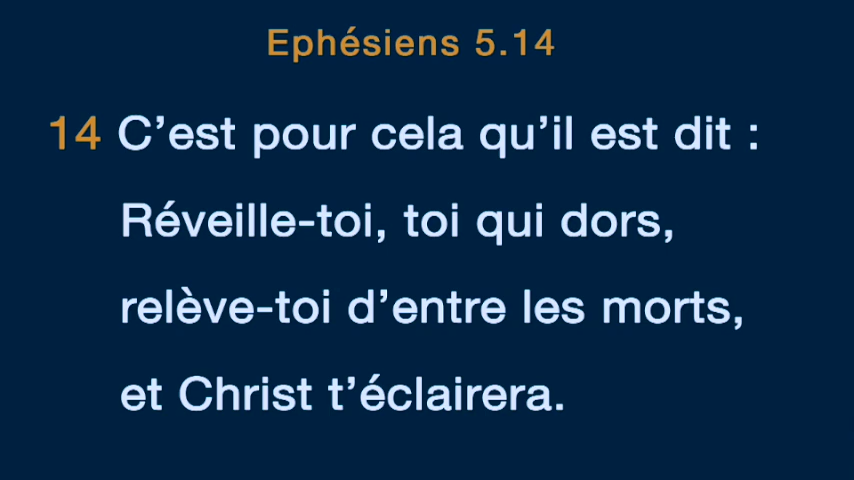 Ephésiens 5.14
14 C’est pour cela qu’il est dit :
Réveille-toi, toi qui dors,
relève-toi d’entre les morts,
et Christ t’éclairera.